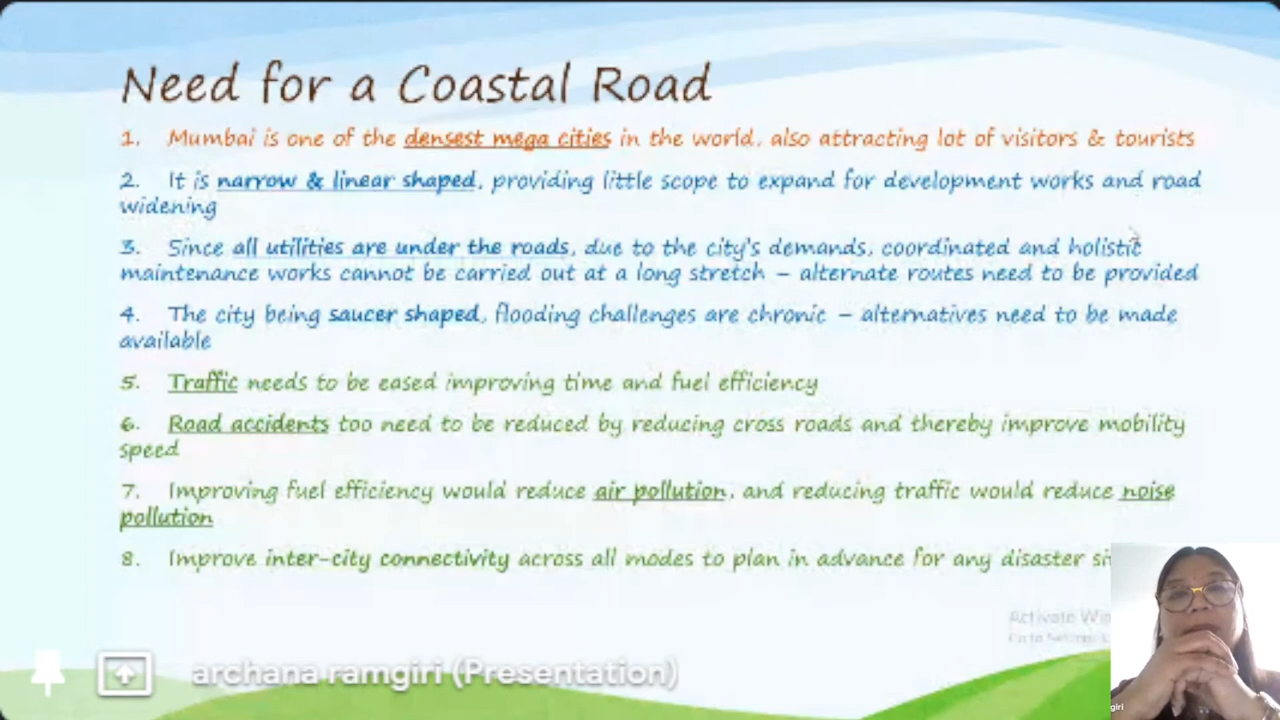 Need for a Coastal Road
1. Mumbai is one of the densest mega cities in the world, also attracting lot of visitors & tourists
2. It is narrow & linear shaped, providing little scope to expand for development works and road
widening
3. Since all utilities are under the roads, due to the city's demands, coordinated and holistic
maintenance works cannot be carried out at a long stretch – alternate routes need to be provided
4. The city being saucer shaped, flooding challenges are chronic – alternatives need to be made
available
5. Traffic needs to be eased improving time and fuel efficiency
6. Road accidents too need to be reduced by reducing cross roads and thereby improve mobility
speed
7. Improving fuel efficiency would reduce air pollution, and reducing traffic would reduce noise
pollution
8. Improve inter-city connectivity across all modes to plan in advance for any disaster
Activate
archana ramgiri (Presentation)
giri